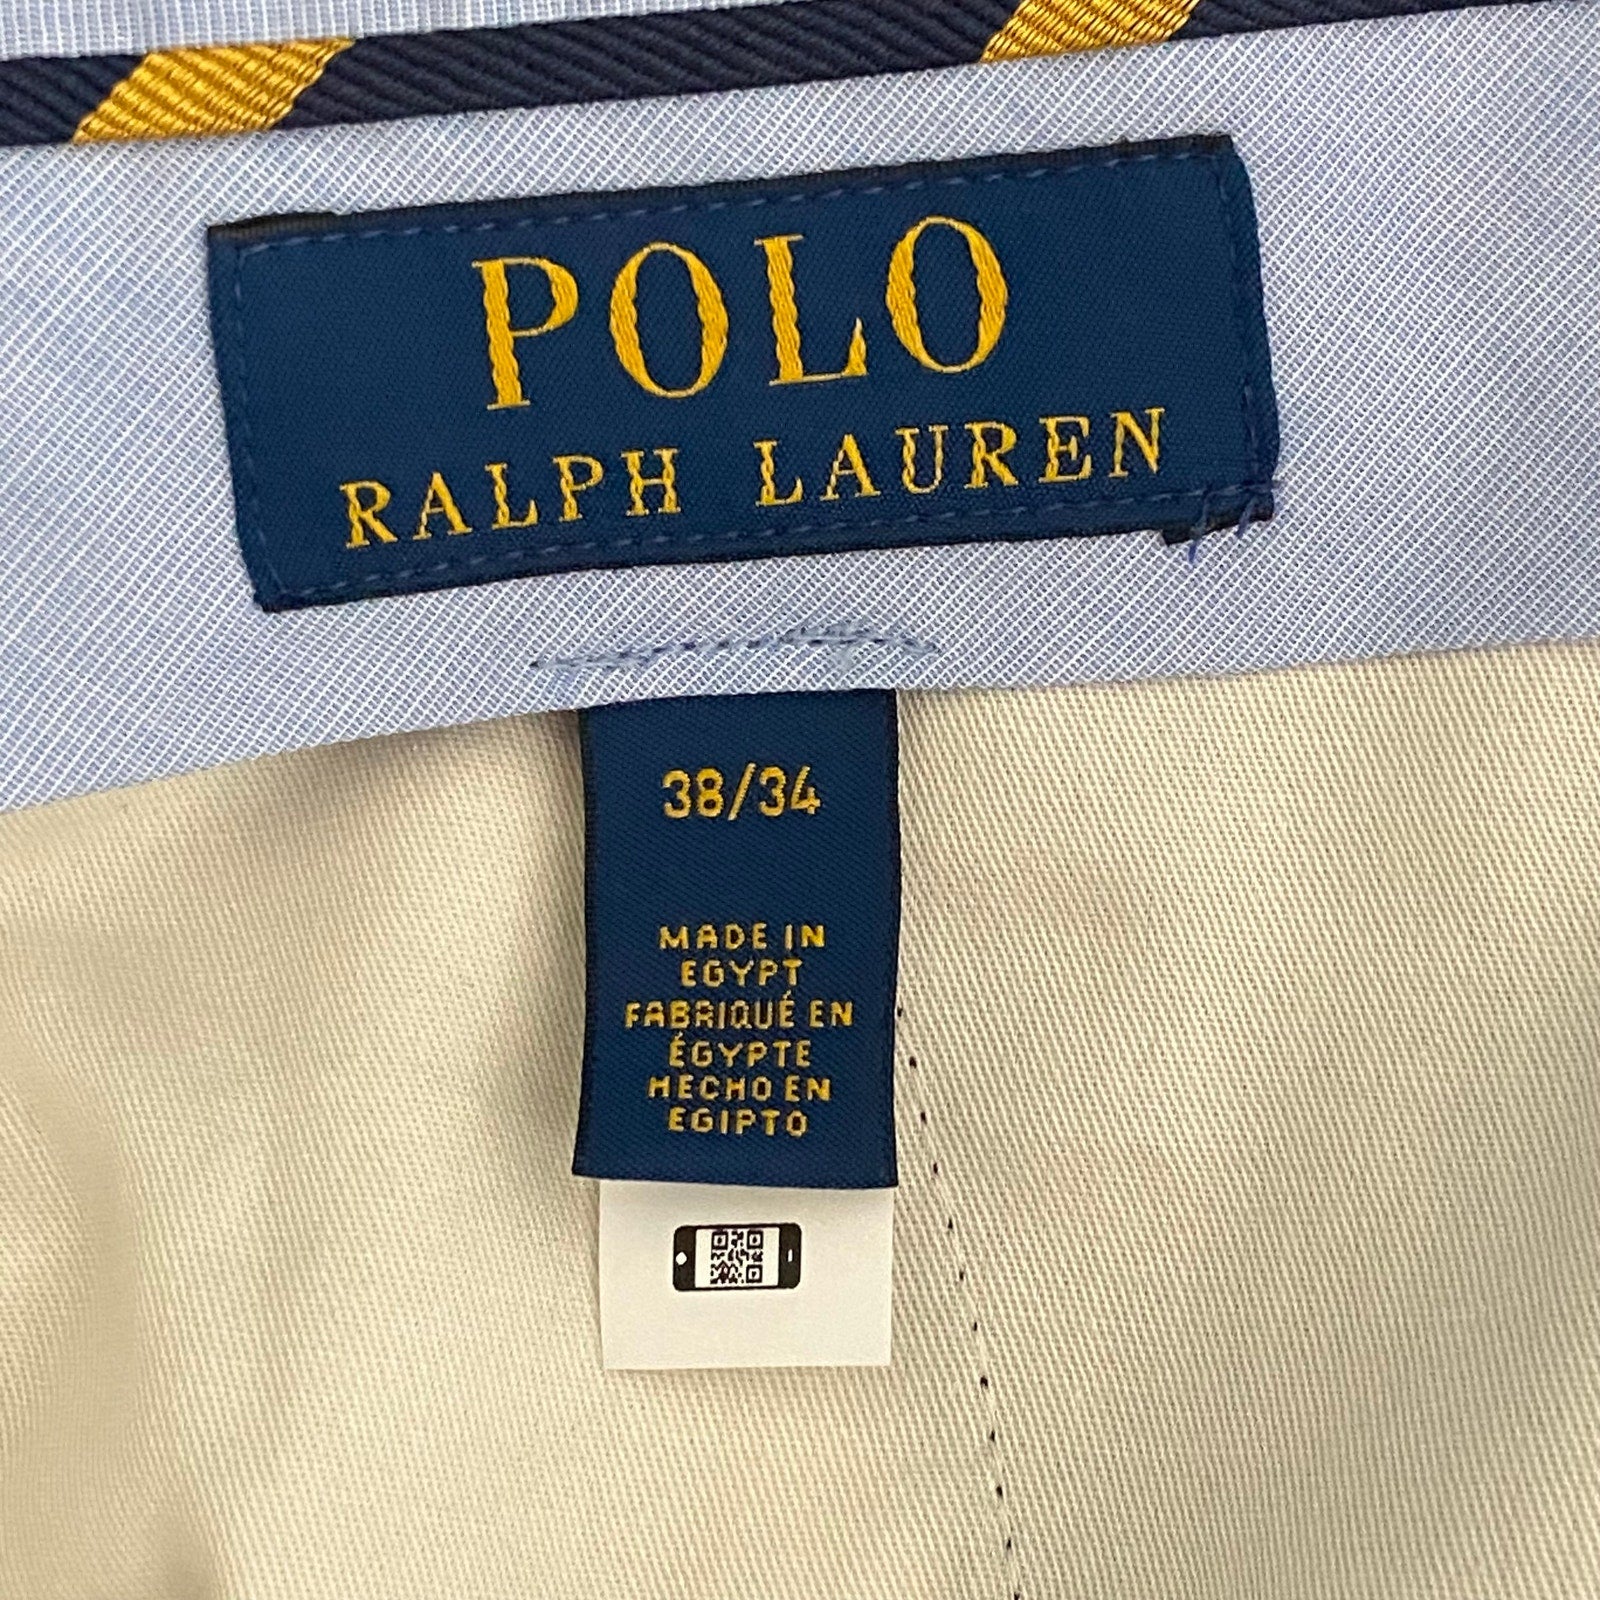 POLO
RALPH LAUREN
38/34
MADE IN
EGYPT
FABRIQUÉ EN
ÉGYPTE
HECHO EN
EGIPTO